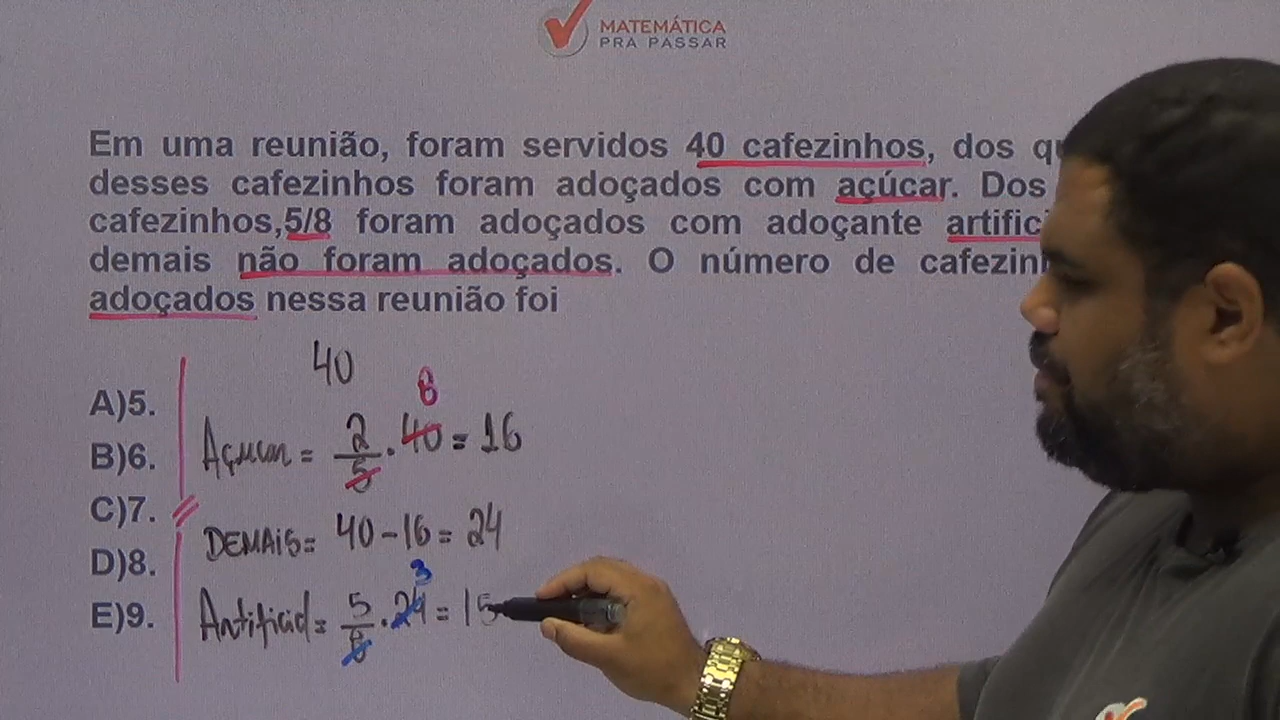 MATEMÁTICA
PRA PASSAR
Em uma reunião, foram servidos 40 cafezinhos, dos
desses cafezinhos foram adoçados com açúcar. Dos
cafezinhos,5/8 foram adoçados com adoçante
demais não foram adoçados. O número de
adoçados nessa reunião foi
A)5.
B)6.
C)7.
D)8.
E)9.
40
8
Açucar = 2/5 . 40 = 16
DEMAIS = 40 - 16 = 24
3
Artificial = 5/8 . 24 = 15